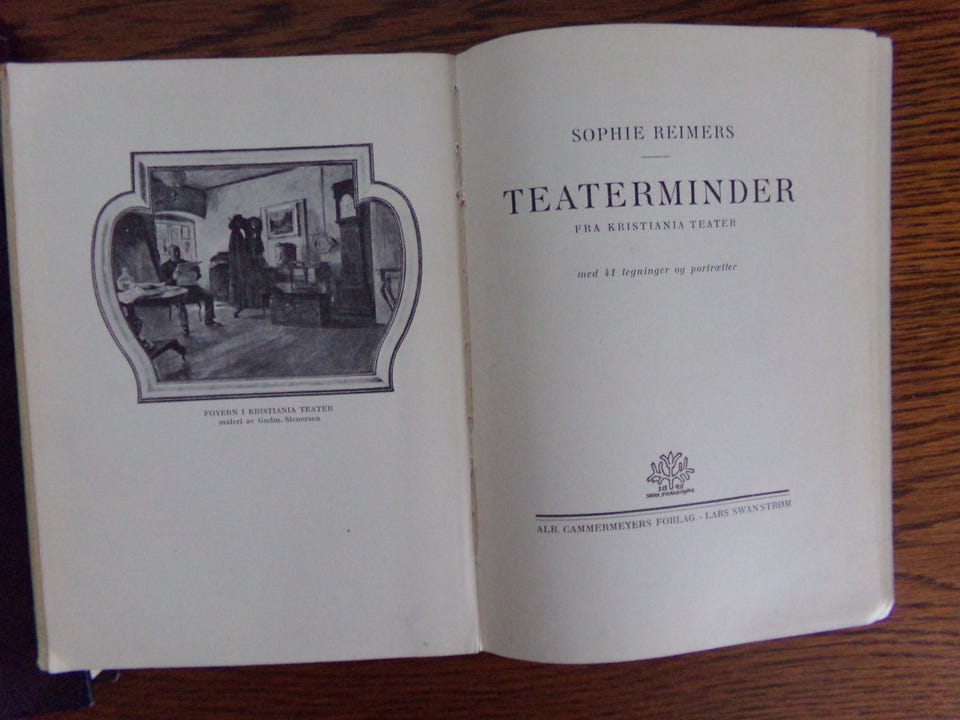 FOYERN I KRISTIANIA TEATER
maleri av Gudm. Stenersen
SOPHIE REIMERS
TEATERMINDER
FRA KRISTIANIA TEATER
med 41 tegninger og portrætter
ALB. CAMMERMEYERS FORLAG - LARS SWANSTRØM